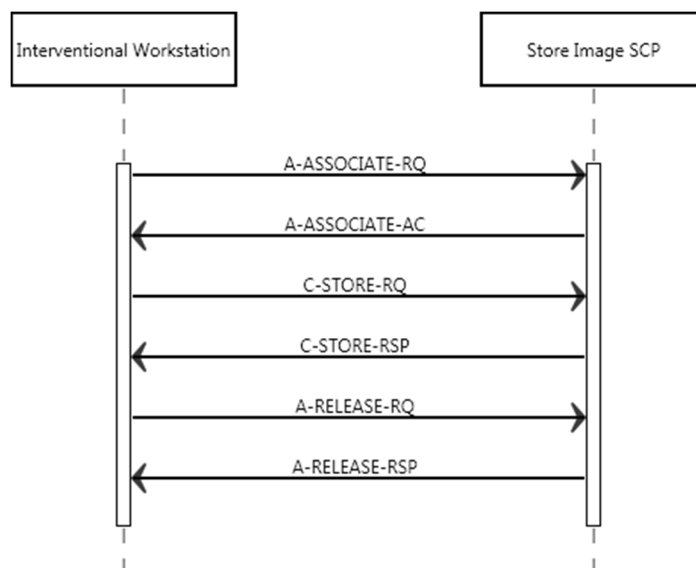 Interventional Workstation
Store Image SCP
A-ASSOCIATE-RQ
A-ASSOCIATE-AC
C-STORE-RQ
C-STORE-RSP
A-RELEASE-RQ
A-RELEASE-RSP